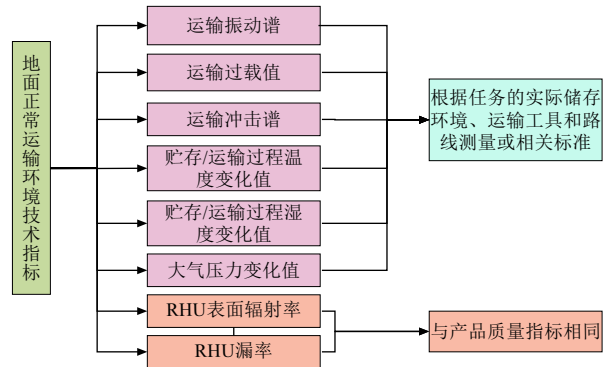 地面正常运输环境技术指标
运输振动谱
运输过载值
运输冲击谱
贮存/运输过程温
度变化值
贮存/运输过程湿
度变化值
大气压力变化值
RHU表面辐射率
RHU漏率
根据任务的实际储存
环境、运输工具和路
线测量或相关标准
与产品质量指标相同